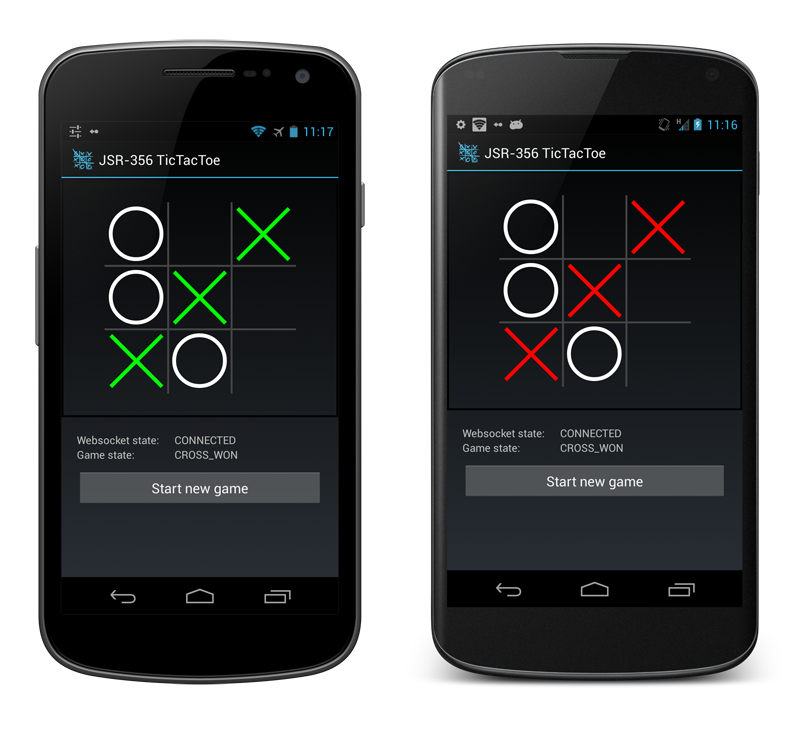 11:17
JSR-356 TicTacToe
Websocket state: CONNECTED
Game state: CROSS_WON
Start new game
H 11:16
JSR-356 TicTacToe
Websocket state: CONNECTED
Game state: CROSS_WON
Start new game